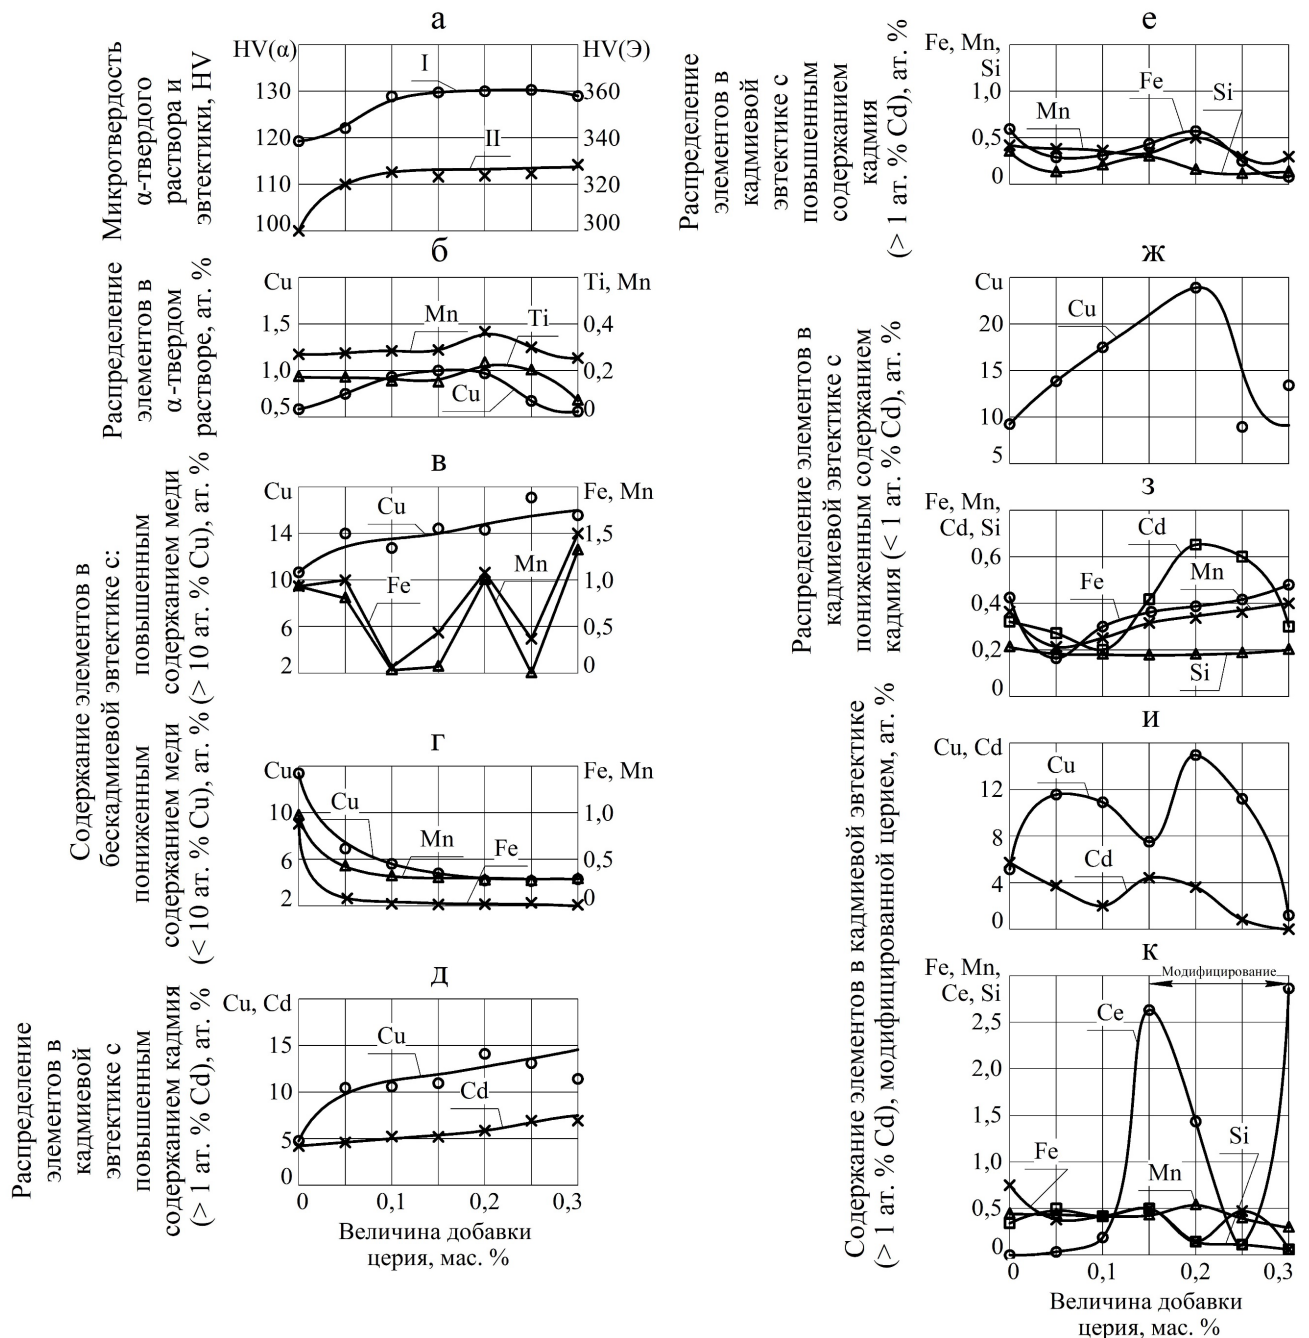 а
Микротвердость
α-твердого
раствора и
эвтектики, HV
HV(α)
HV(Э)
I
II
130
120
110
100
360
340
320
300
б
Распределение
элементов в
α -твердом
растворе, ат. %
Cu
Ti, Mn
Mn
Ti
Cu
1,5
1,0
0,5
0,4
0,2
0
Содержание элементов в
бескадмиевой эвтектике с:
в
повышенным
содержанием меди
(> 10 ат. % Cu), ат. %
Cu
Fe, Mn
Cu
Fe
Mn
14
10
6
2
1,5
1,0
0,5
0
г
пониженным
содержанием меди
(< 10 ат. % Cu), ат. %
Cu
Fe, Mn
Cu
Mn
Fe
10
6
2
1,0
0,5
0
д
Распределение
элементов в
кадмиевой
эвтектике с
повышенным
содержанием кадмия
(> 1 ат. % Cd), ат. %
Cu, Cd
Cu
Cd
15
10
5
0
0
0,1
0,2
0,3
Величина добавки
церия, мас. %
е
Распределение
элементов в
кадмиевой
эвтектике с
повышенным
содержанием
кадмия
(> 1 ат. % Cd), ат. %
Fe, Mn,
Si
Mn
Fe
Si
1,0
0,5
0
Распределение элементов в
кадмиевой эвтектике с
пониженным содержанием
кадмия (< 1 ат. % Cd), ат. %
ж
Cu
Cu
20
15
10
5
з
Fe, Mn,
Cd, Si
Cd
Fe
Mn
Si
0,6
0,4
0,2
0
Содержание элементов в кадмиевой эвтектике
(> 1 ат. % Cd), модифицированной церием, ат. %
и
Cu, Cd
Cu
Cd
12
8
4
0
к
Fe, Mn,
Ce, Si
Модифицирование
Ce
Fe
Mn
Si
2,5
2,0
1,5
1,0
0,5
0
0
0,1
0,2
0,3
Величина добавки
церия, мас. %